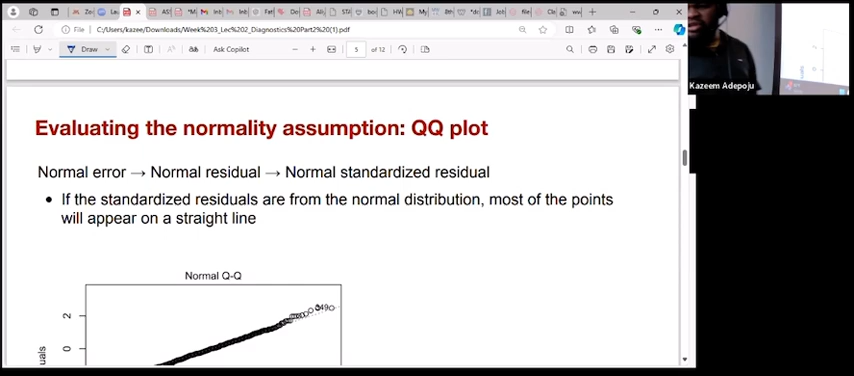 File
C:/Users/kazee/Downloads/Week%203_Lec%202_Diagnostics%20Part2%20(1).pdf
Draw
Ask Copilot
5
of 12
Kazeem Adepoju
Evaluating the normality assumption: QQ plot
Normal error → Normal residual → Normal standardized residual
• If the standardized residuals are from the normal distribution, most of the points
will appear on a straight line
Normal Q-Q
2
0
uals